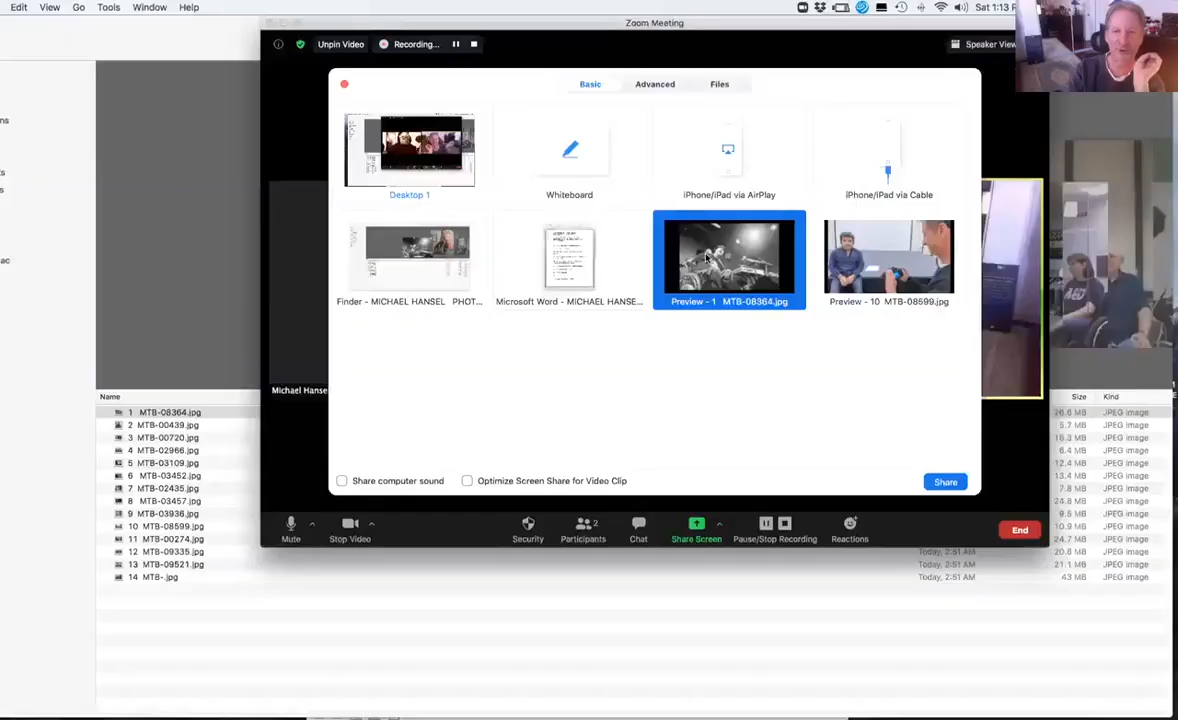 Edit View Go Tools Window Help
Sat 1:13
Zoom Meeting
Unpin Video
Recording...
Speaker View
Basic Advanced Files
Desktop 1
Whiteboard
iPhone/iPad via AirPlay
iPhone/iPad via Cable
Finder - MICHAEL HANSEL PHOT...
Microsoft Word - MICHAEL HANSE...
Preview - 1 MTB-08364.jpg
Preview - 10 MTB-08599.jpg
Michael Hanse
Share computer sound
Optimize Screen Share for Video Clip
Share
Mute
Stop Video
Security
2
Participants
Chat
Share Screen
Pause/Stop Recording
Reactions
End
Name Size Kind
1 MTB-08364.jpg 26.6 MB JPEG image
2 MTB-00439.jpg 5.7 MB JPEG image
3 MTB-00720.jpg 15.3 MB JPEG image
4 MTB-02966.jpg 6.4 MB JPEG image
5 MTB-03109.jpg 12.4 MB JPEG image
6 MTB-03452.jpg 13.4 MB JPEG image
7 MTB-02435.jpg 7.8 MB JPEG image
8 MTB-03457.jpg 24.8 MB JPEG image
9 MTB-03936.jpg 9.5 MB JPEG image
10 MTB-08599.jpg 10.9 MB JPEG image
11 MTB-00274.jpg 24.7 MB JPEG image
12 MTB-09335.jpg Today, 2:51 AM 20.8 MB JPEG image
13 MTB-09521.jpg Today, 2:51 AM 21.1 MB JPEG image
14 MTB-.jpg Today, 2:51 AM 43 MB JPEG image